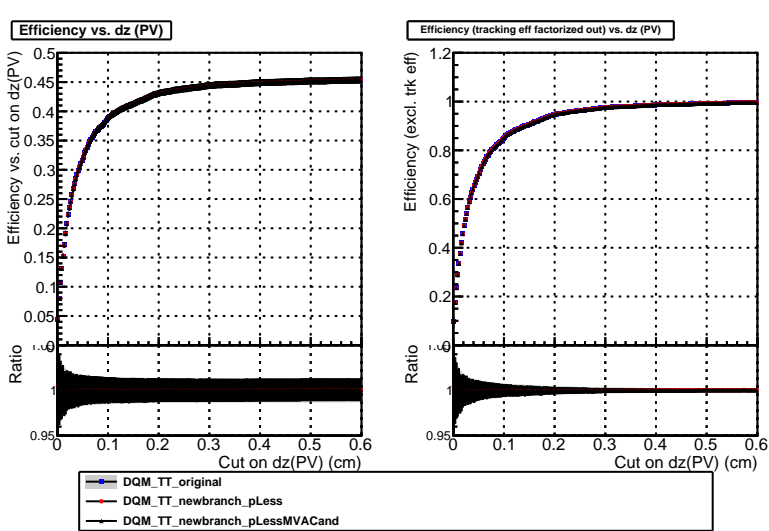 Efficiency vs. dz (PV)
Efficiency vs. cut on dz(PV)
0.5
0.45
0.4
0.35
0.3
0.25
0.2
0.15
0.1
0.05
0
Ratio
1
0.95
0 0.1 0.2 0.3 0.4 0.5 0.6
Cut on dz(PV) (cm)
Efficiency (tracking eff factorized out) vs. dz (PV)
Efficiency (excl. trk eff)
1.2
1
0.8
0.6
0.4
0.2
0
Ratio
1
0.95
0 0.1 0.2 0.3 0.4 0.5 0.6
Cut on dz(PV) (cm)
DQM_TT_original
DQM_TT_newbranch_pLess
DQM_TT_newbranch_pLessMVACand